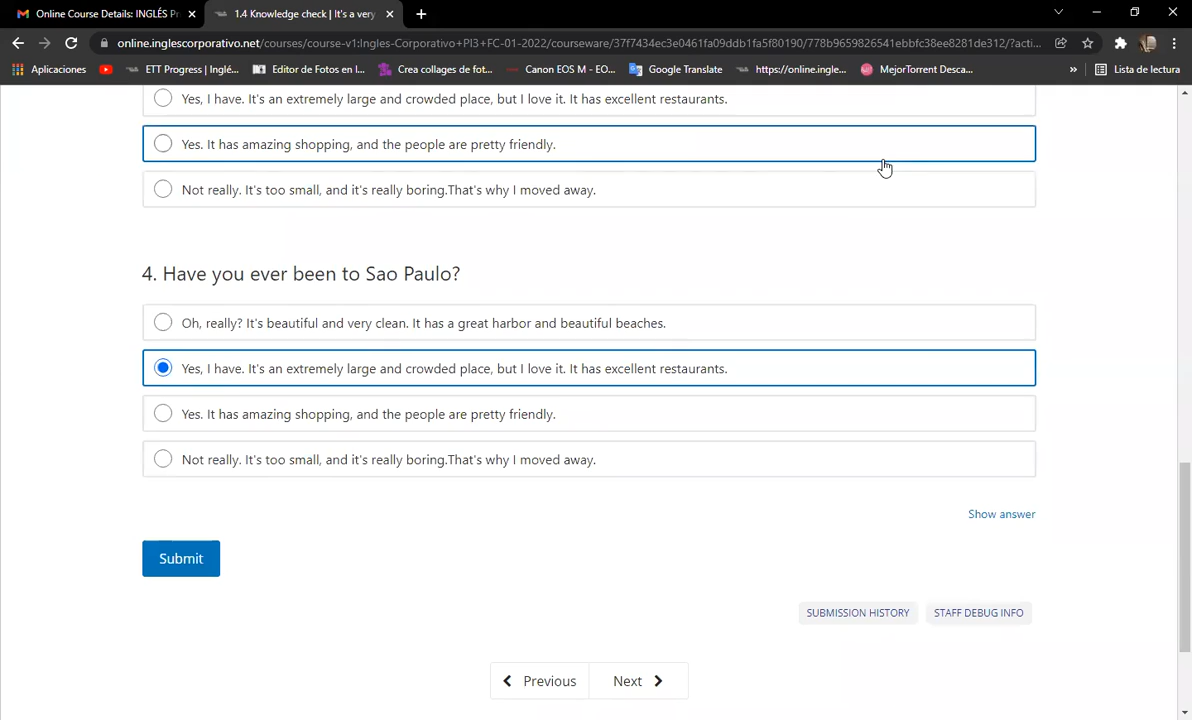 Online Course Details: INGLÉS P
1.4 Knowledge check | It's a very
online.inglescorporativo.net/courses/course-v1:Ingles-Corporativo+PI3+FC-01-2022/courseware/37f7434ec3e0461fa09ddb1fa5f80190/778b9659826541ebbfc38ee8281de312/?acti...
Aplicaciones ETT Progress | Inglé... Editor de Fotos en l... Crea collages de fot... Canon EOS M - EO... Google Translate https://online.ingle... MejorTorrent Desca... » Lista de lectura
Yes, I have. It's an extremely large and crowded place, but I love it. It has excellent restaurants.
Yes. It has amazing shopping, and the people are pretty friendly.
Not really. It's too small, and it's really boring.That's why I moved away.
4. Have you ever been to Sao Paulo?
Oh, really? It's beautiful and very clean. It has a great harbor and beautiful beaches.
Yes, I have. It's an extremely large and crowded place, but I love it. It has excellent restaurants.
Yes. It has amazing shopping, and the people are pretty friendly.
Not really. It's too small, and it's really boring.That's why I moved away.
Show answer
Submit
SUBMISSION HISTORY STAFF DEBUG INFO
Previous Next